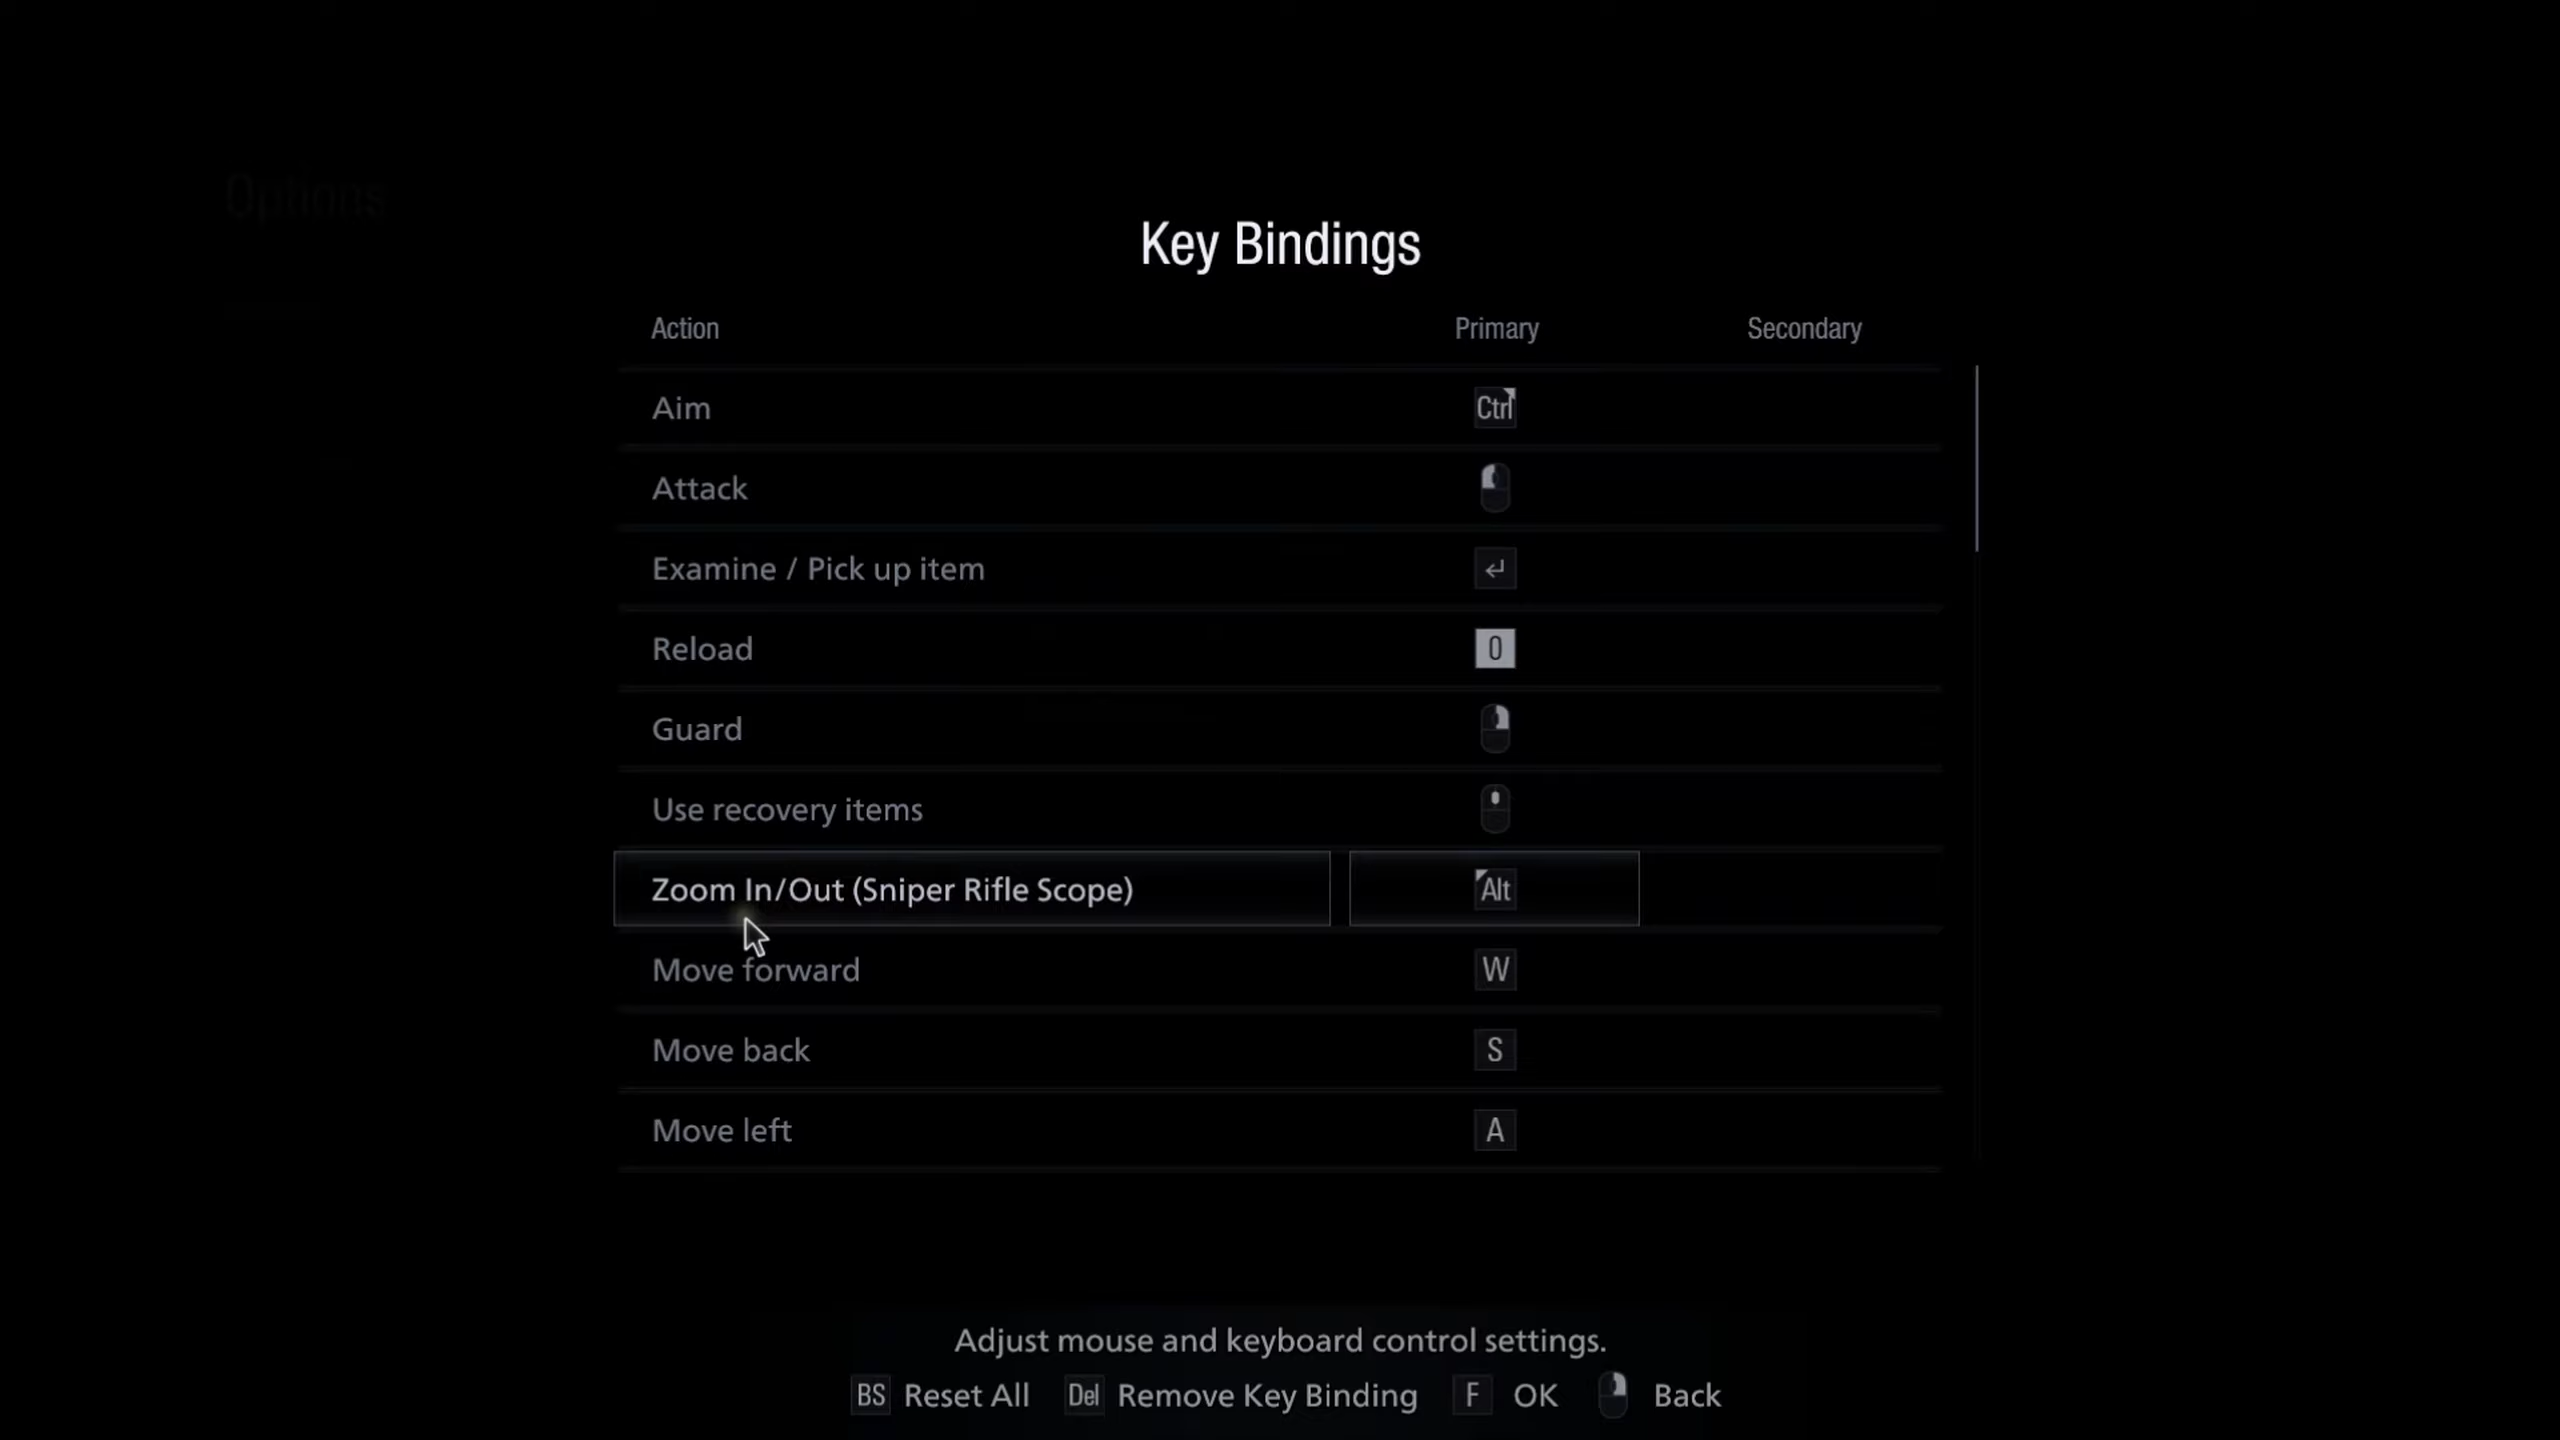 Options
Key Bindings
Action Primary Secondary
Aim Ctrl
Attack
Examine / Pick up item
Reload 0
Guard
Use recovery items
Zoom In/Out (Sniper Rifle Scope) Alt
Move forward W
Move back S
Move left A
Adjust mouse and keyboard control settings.
BS Reset All Del Remove Key Binding F OK Back